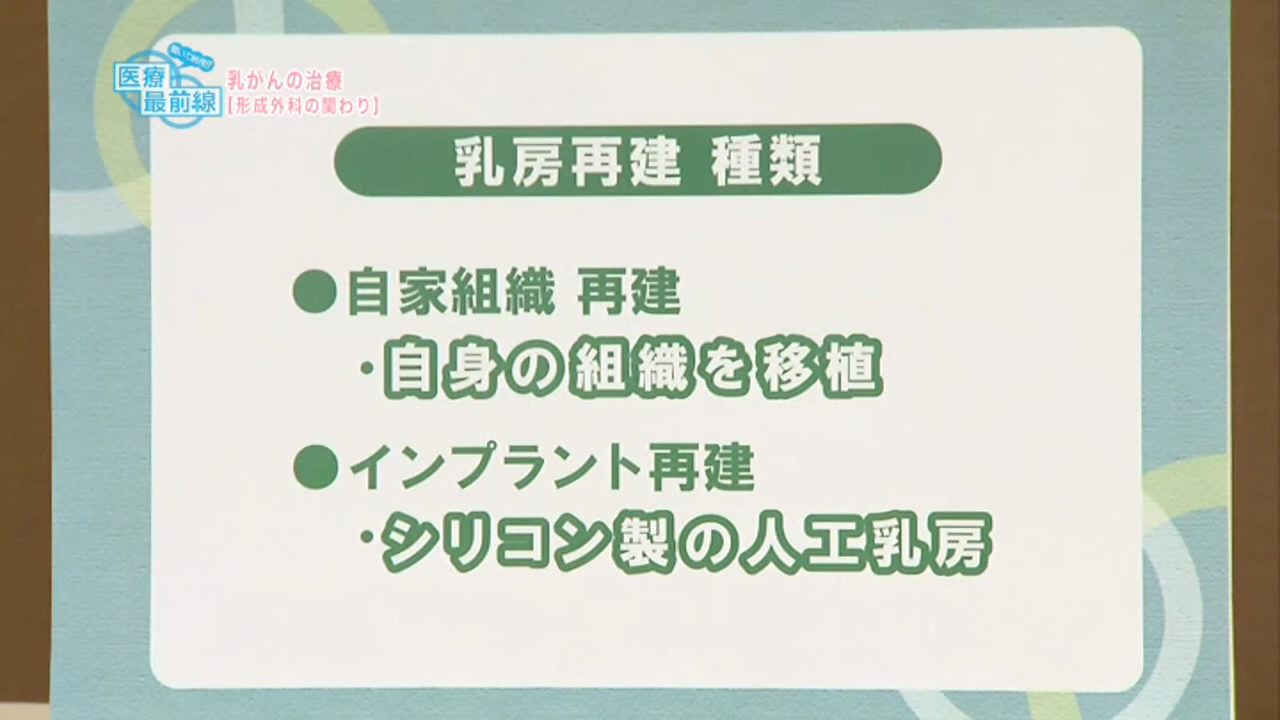 医療
最前線
乳がんの治療
【形成外科の関わり】
乳房再建 種類
●自家組織 再建
・自身の組織を移植
●インプラント再建
・シリコン製の人工乳房